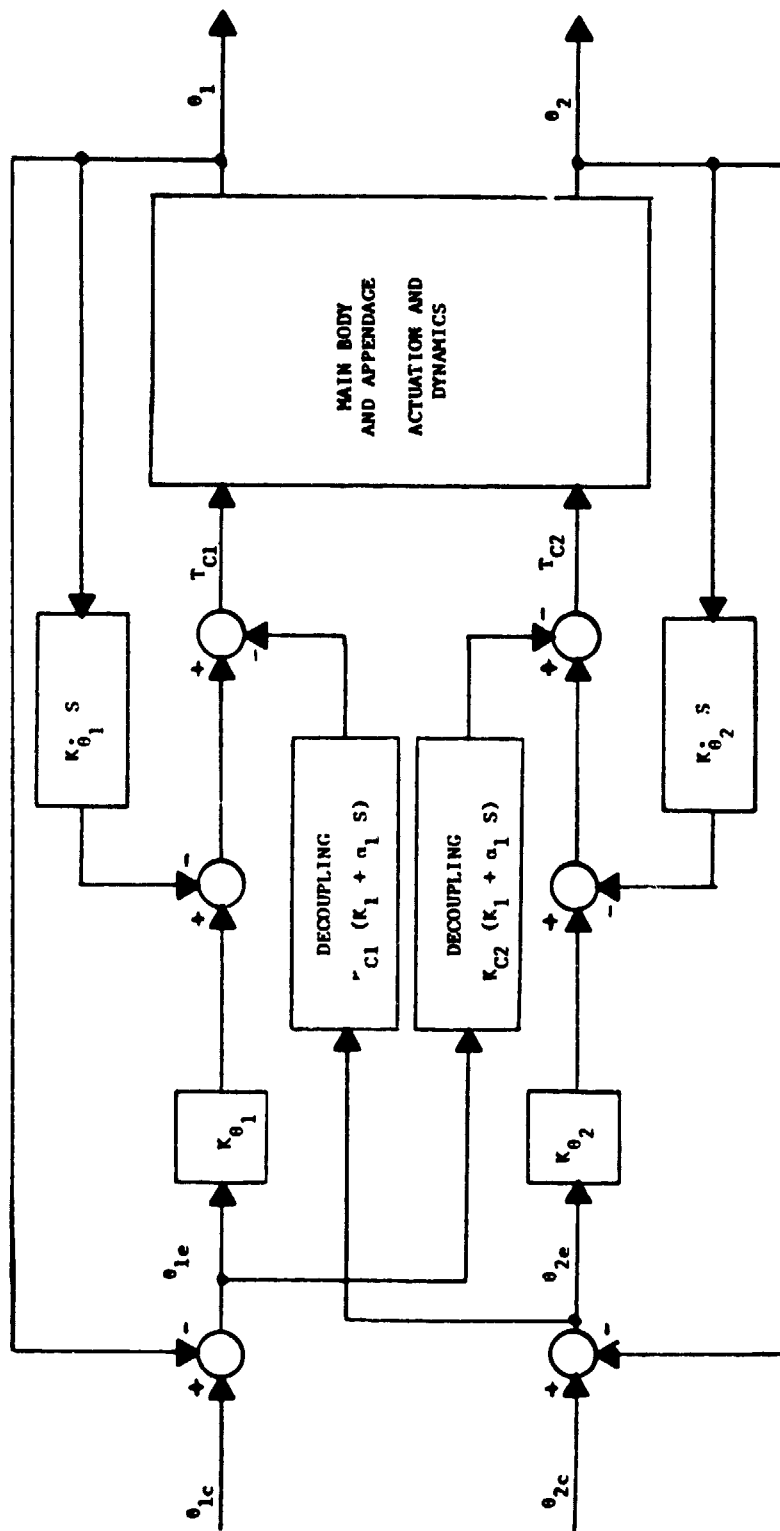 θ1
θ2
MAIN BODY
AND APPENDAGE
ACTUATION AND
DYNAMICS
TC1
TC2
+
-
-
+
Kθ̇1 S
Kθ̇2 S
-
+
+
-
DECOUPLING
C1 (K1 + α1 S)
DECOUPLING
KC2 (K1 + α1 S)
Kθ1
Kθ2
θ1e
θ2e
-
+
-
+
θ1c
θ2c